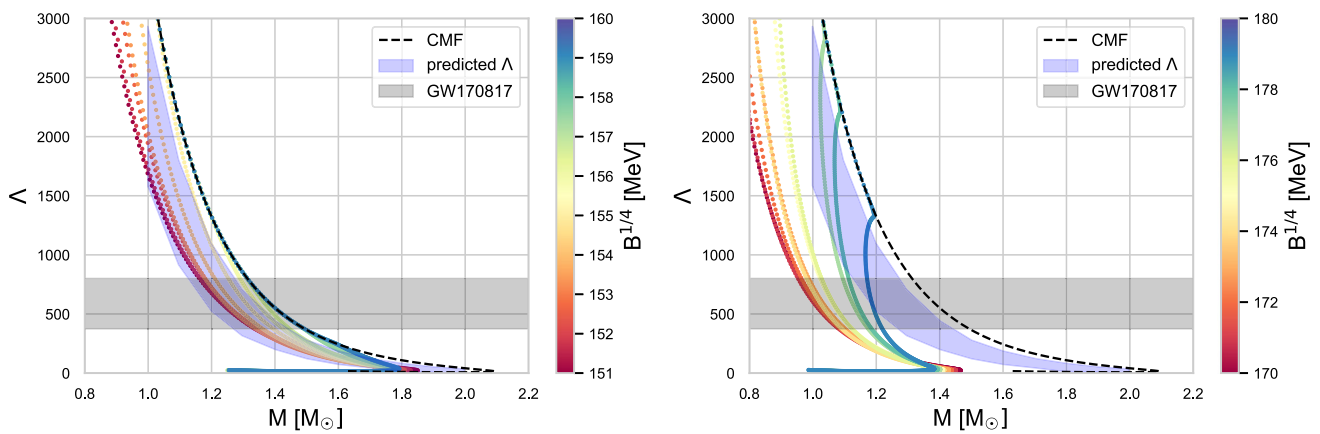 3000
2500
2000
1500
1000
500
0
Λ
0.8 1.0 1.2 1.4 1.6 1.8 2.0 2.2
M [M☉]
CMF
predicted Λ
GW170817
160
159
158
157
156
155
154
153
152
151
B^1/4 [MeV]
3000
2500
2000
1500
1000
500
0
Λ
0.8 1.0 1.2 1.4 1.6 1.8 2.0 2.2
M [M☉]
CMF
predicted Λ
GW170817
180
178
176
174
172
170
B^1/4 [MeV]